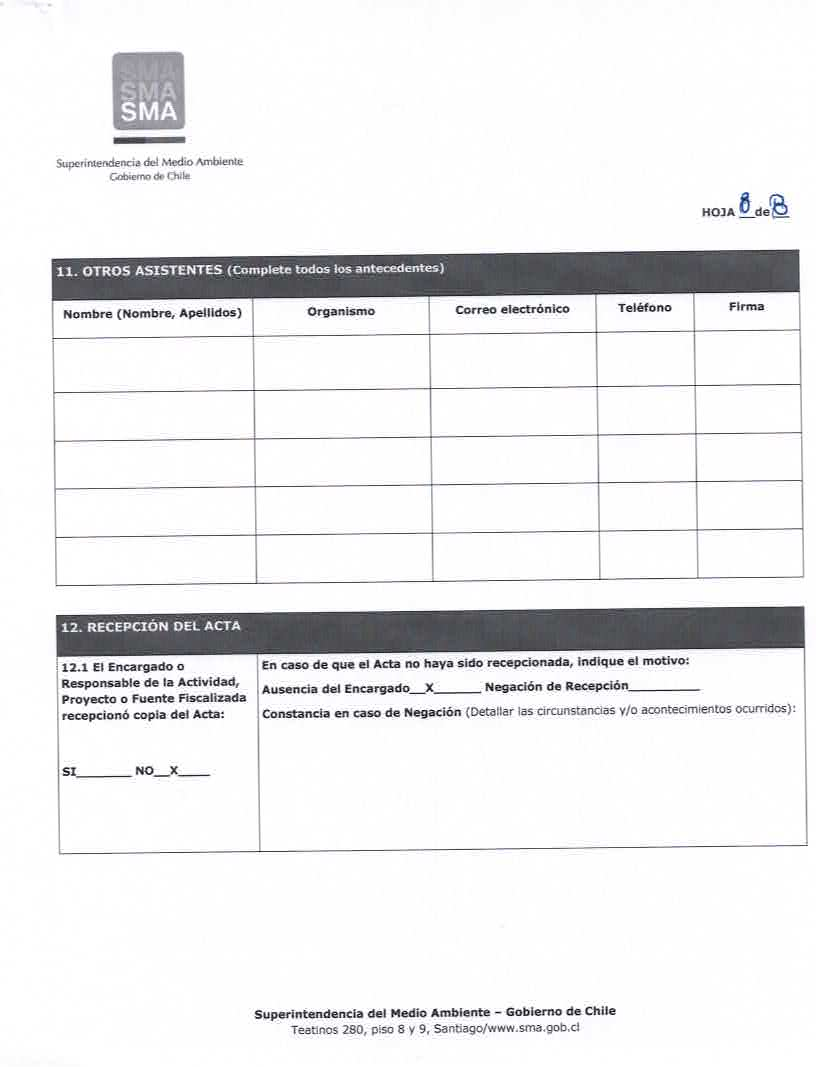 SMA
SMA
SMA
Superintendencia del Medio Ambiente
Gobierno de Chile
HOJA 8 de 8
11. OTROS ASISTENTES (Complete todos los antecedentes)
Nombre (Nombre, Apellidos) Organismo Correo electrónico Teléfono Firma
12. RECEPCIÓN DEL ACTA
12.1 El Encargado o
Responsable de la Actividad,
Proyecto o Fuente Fiscalizada
recepcionó copia del Acta:
SI________ NO__X_____
En caso de que el Acta no haya sido recepcionada, indique el motivo:
Ausencia del Encargado__X_______ Negación de Recepción__________
Constancia en caso de Negación (Detallar las circunstancias y/o acontecimientos ocurridos):
Superintendencia del Medio Ambiente – Gobierno de Chile
Teatinos 280, piso 8 y 9, Santiago/www.sma.gob.cl